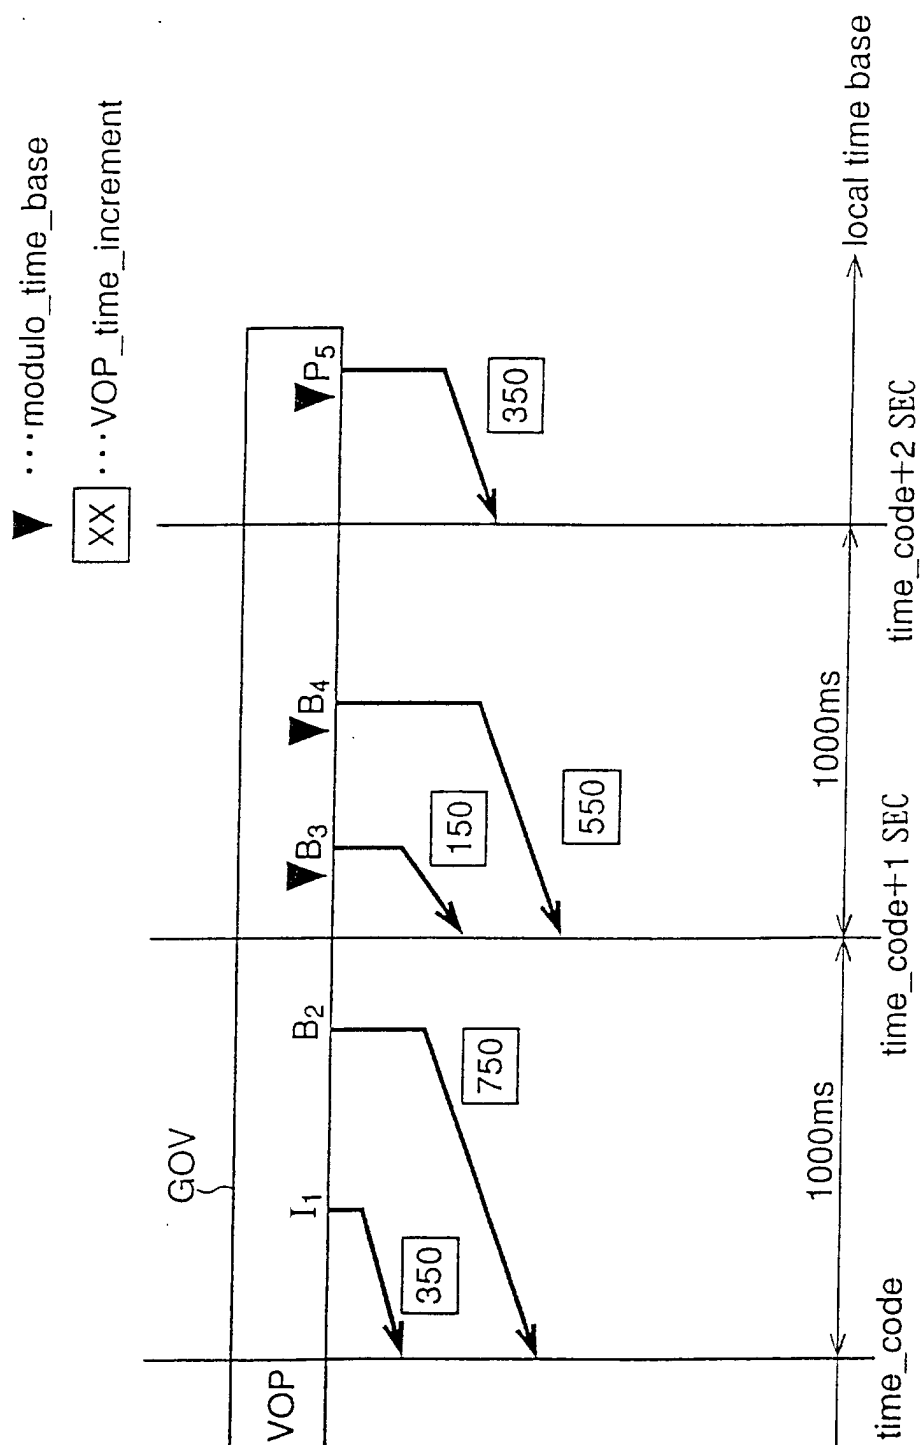 ▼ ···modulo_time_base
XX ···VOP_time_increment
GOV
VOP
I1
B2
B3
B4
P5
350
750
150
550
350
1000ms
1000ms
local time base
time_code
time_code+1 SEC
time_code+2 SEC